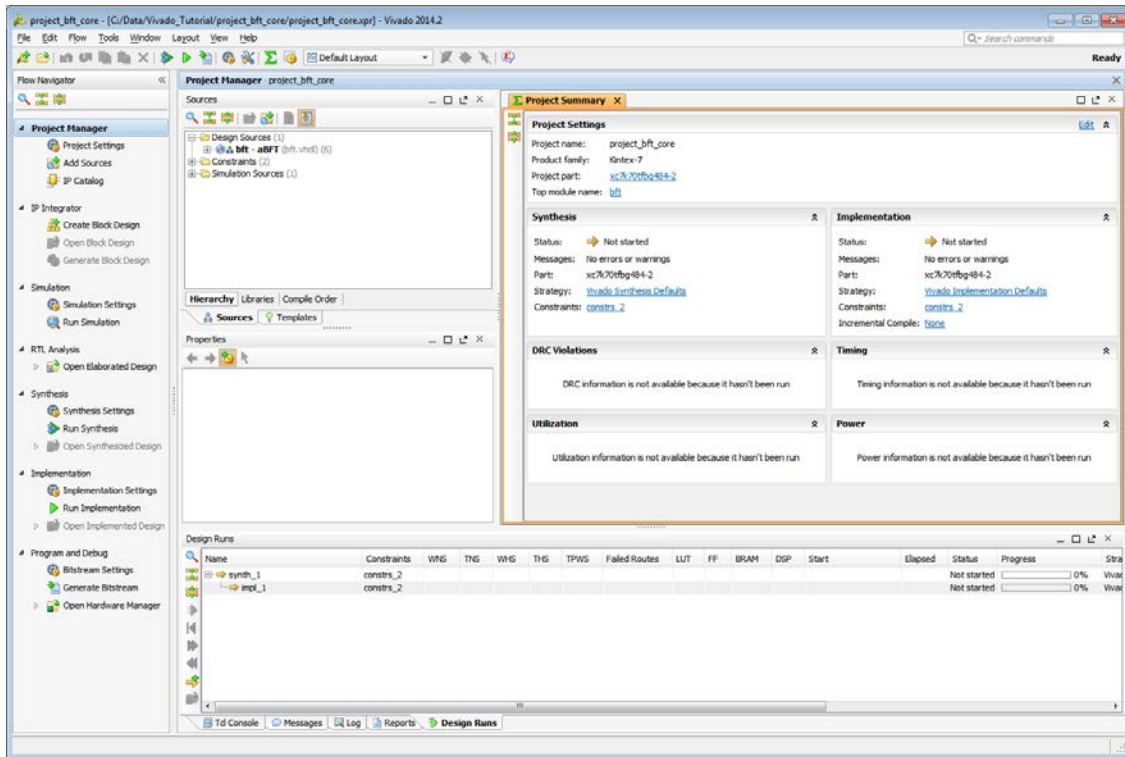 project_bft_core - [C:/Data/Vivado_Tutorial/project_bft_core/project_bft_core.xpr] - Vivado 2014.2
File Edit Flow Tools Window Layout View Help
Search commands
Default Layout
Ready
Flow Navigator
Project Manager
Project Settings
Add Sources
IP Catalog
IP Integrator
Create Block Design
Open Block Design
Generate Block Design
Simulation
Simulation Settings
Run Simulation
RTL Analysis
Open Elaborated Design
Synthesis
Synthesis Settings
Run Synthesis
Open Synthesized Design
Implementation
Implementation Settings
Run Implementation
Open Implemented Design
Program and Debug
Bitstream Settings
Generate Bitstream
Open Hardware Manager
Project Manager project_bft_core
Sources
Design Sources (1)
bft - aBFT (bft.vhdl) (6)
Constraints (2)
Simulation Sources (1)
Hierarchy Libraries Compile Order
Sources Templates
Properties
Project Summary
Project Settings Edit
Project name: project_bft_core
Product family: Kintex-7
Project part: xc7k70tfbg484-2
Top module name: bft
Synthesis
Status: Not started
Messages: No errors or warnings
Part: xc7k70tfbg484-2
Strategy: Vivado Synthesis Defaults
Constraints: constrs_2
Implementation
Status: Not started
Messages: No errors or warnings
Part: xc7k70tfbg484-2
Strategy: Vivado Implementation Defaults
Constraints: constrs_2
Incremental Compile: None
DRC Violations
DRC information is not available because it hasn't been run
Timing
Timing information is not available because it hasn't been run
Utilization
Utilization information is not available because it hasn't been run
Power
Power information is not available because it hasn't been run
Design Runs
Name Constraints WNS TNS WHS THS TPWS Failed Routes LUT FF BRAM DSP Start Elapsed Status Progress Stra
synth_1 constrs_2 Not started 0% Vivad
impl_1 constrs_2 Not started 0% Vivad
Tcl Console Messages Log Reports Design Runs